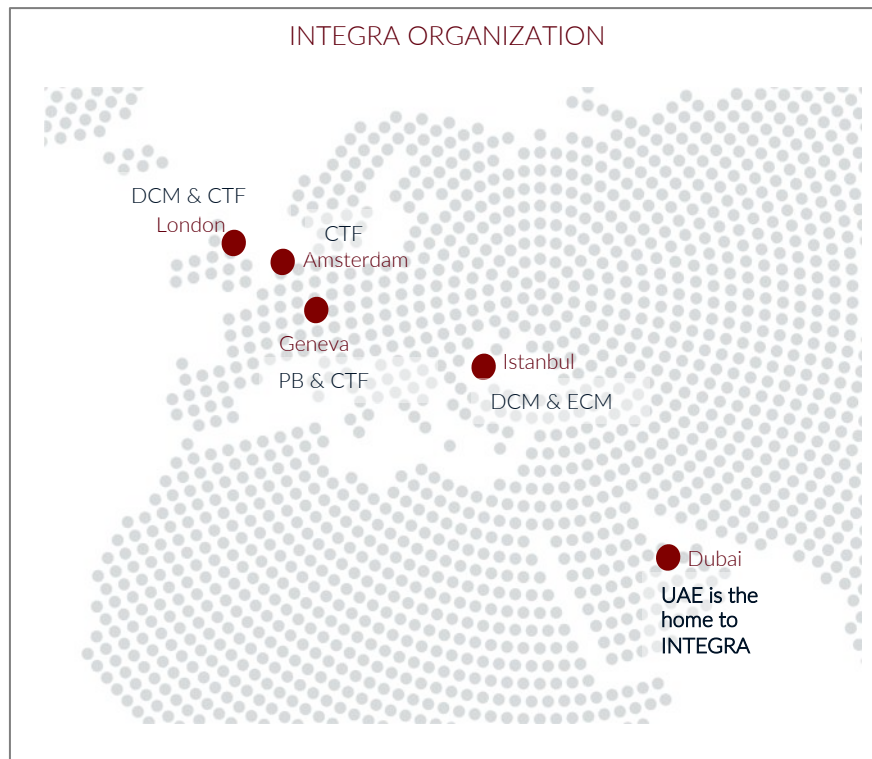 INTEGRA ORGANIZATION
DCM & CTF
London
CTF
Amsterdam
Geneva
PB & CTF
Istanbul
DCM & ECM
Dubai
UAE is the
home to
INTEGRA